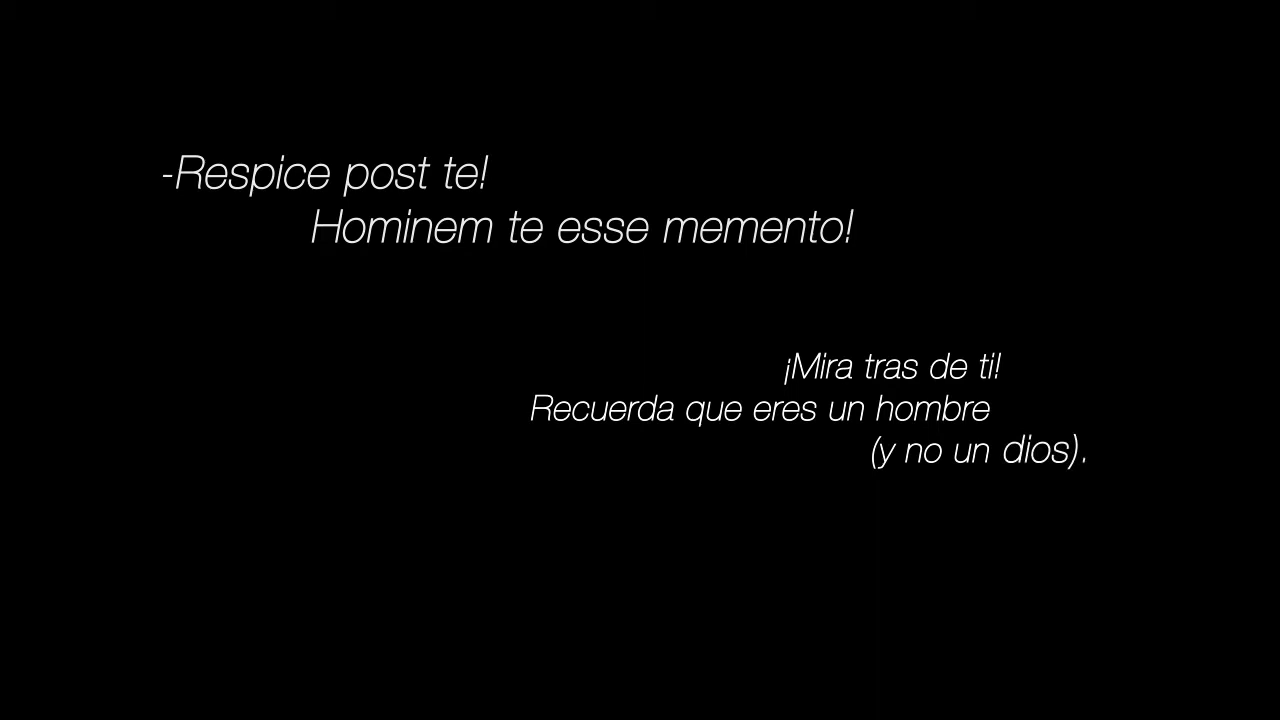 -Respice post te!
Hominem te esse memento!
¡Mira tras de ti!
Recuerda que eres un hombre
(y no un dios).